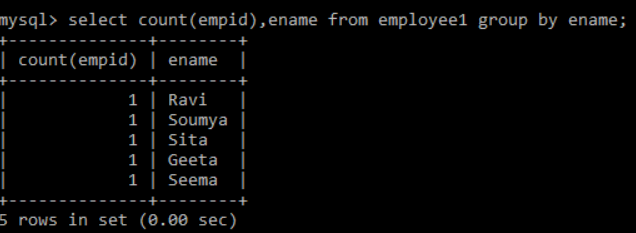 mysql> select count(empid),ename from employee1 group by ename;
+--------------+--------+
| count(empid) | ename  |
+--------------+--------+
|            1 | Ravi   |
|            1 | Soumya |
|            1 | Sita   |
|            1 | Geeta  |
|            1 | Seema  |
+--------------+--------+
5 rows in set (0.00 sec)